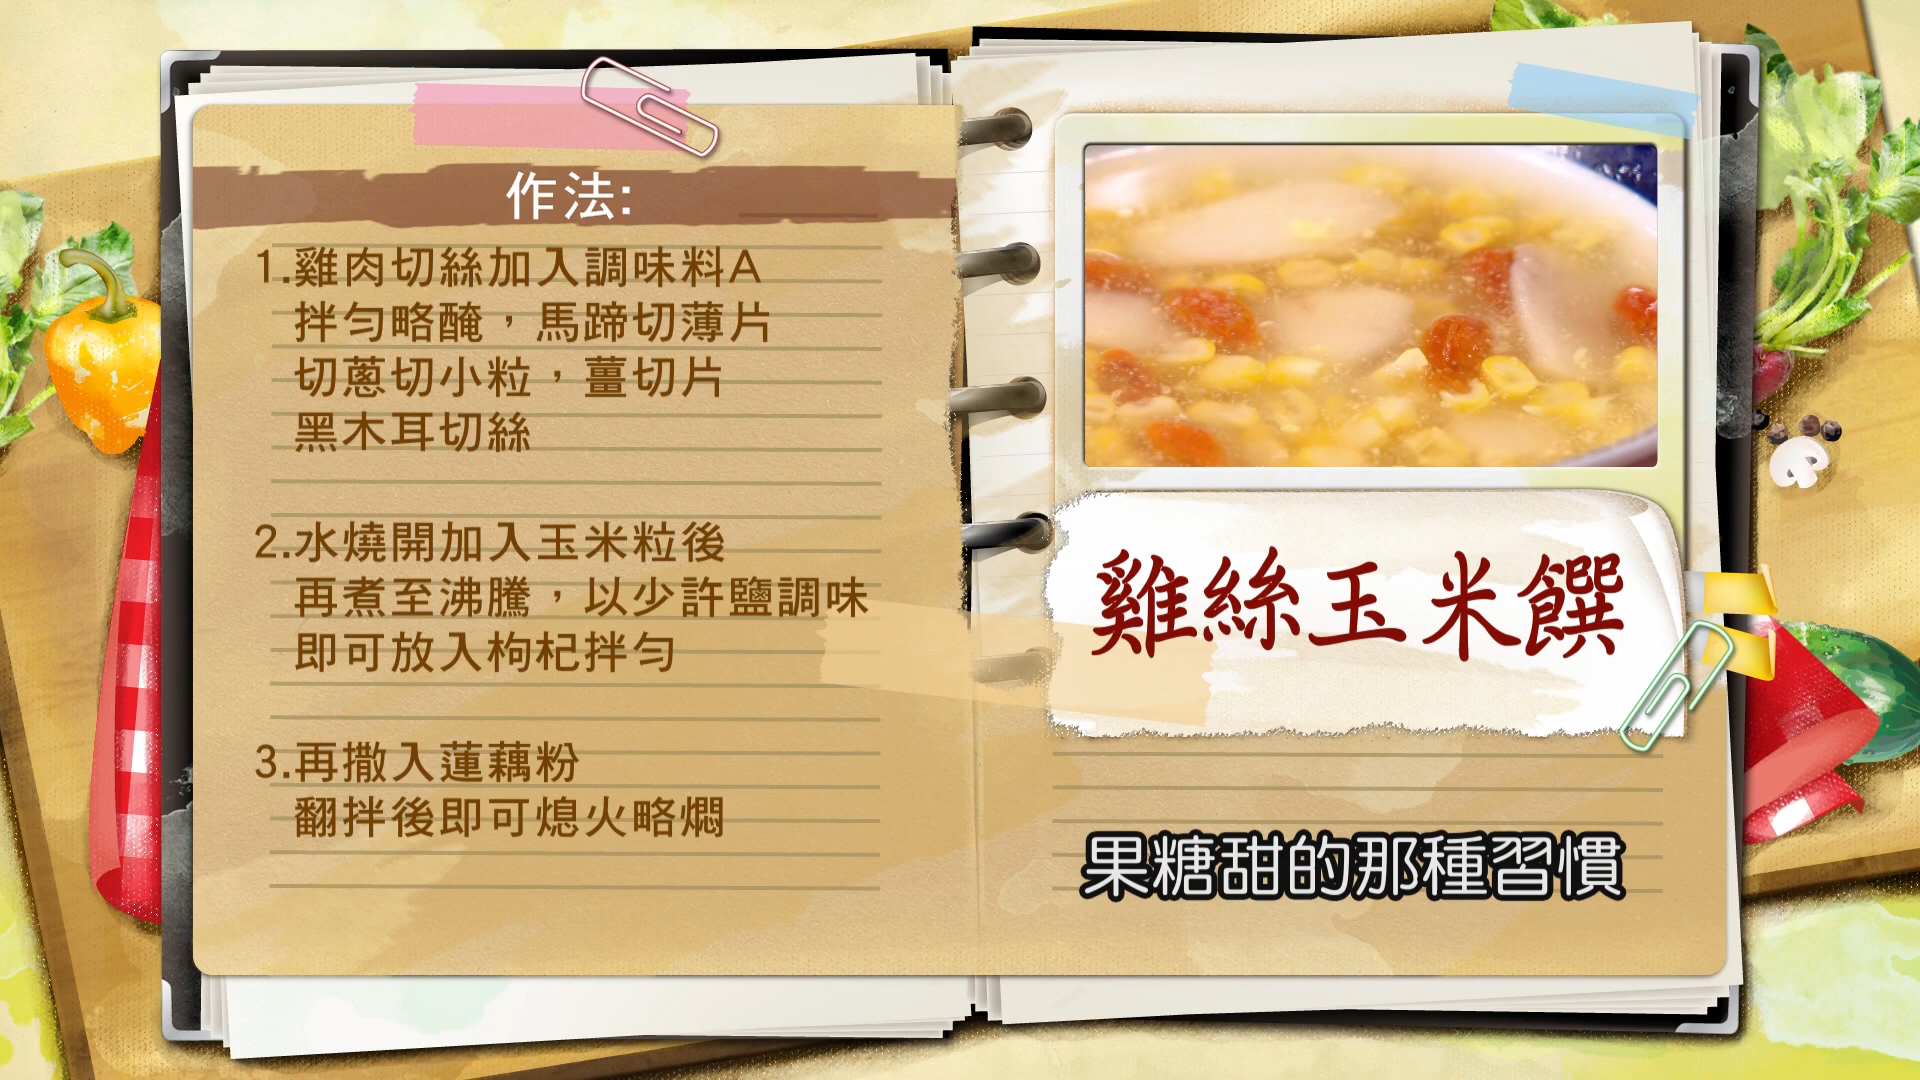 作法:
1.雞肉切絲加入調味料A
拌勻略醃，馬蹄切薄片
切蔥切小粒，薑切片
黑木耳切絲
2.水燒開加入玉米粒後
再煮至沸騰，以少許鹽調味
即可放入枸杞拌勻
3.再撒入蓮藕粉
翻拌後即可熄火略燜
雞絲玉米饌
果糖甜的那種習慣